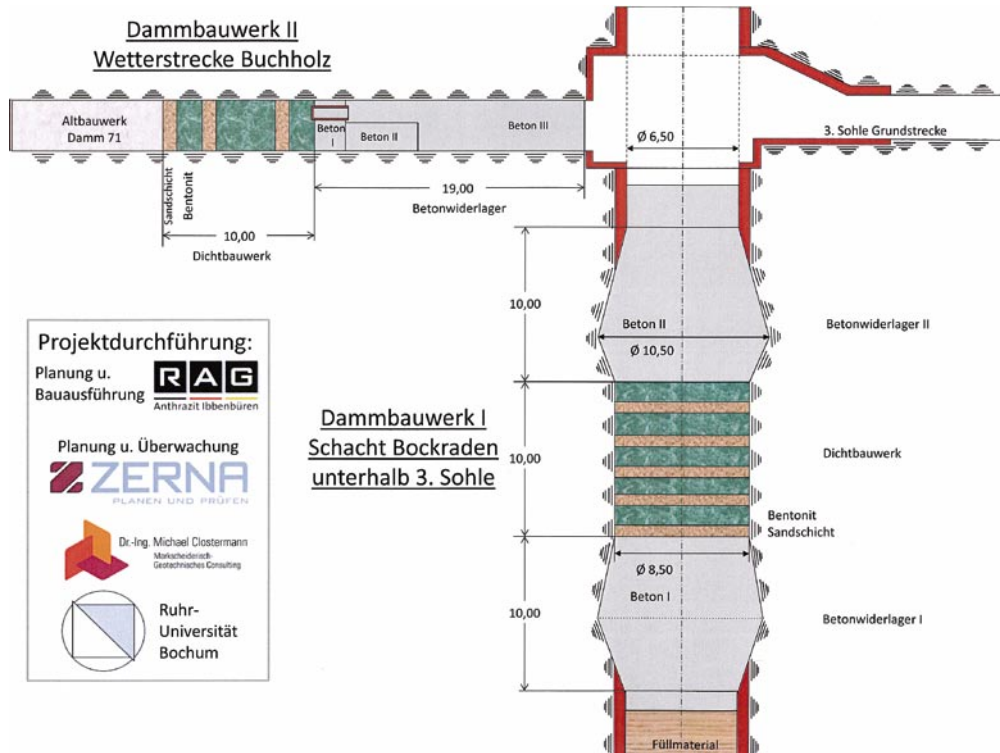 Dammbauwerk II
Wetterstrecke Buchholz
Altbauwerk
Damm 71
Sandschicht
Bentonit
Beton
I
Beton II
Beton III
19,00
Betonwiderlager
10,00
Dichtbauwerk
Ø 6,50
3. Sohle Grundstrecke
10,00
Beton II
Ø 10,50
Betonwiderlager II
Dammbauwerk I
Schacht Bockraden
unterhalb 3. Sohle
10,00
Dichtbauwerk
Bentonit
Sandschicht
Ø 8,50
Beton I
10,00
Betonwiderlager I
Füllmaterial
Projektdurchführung:
Planung u.
Bauausführung
RAG
Anthrazit Ibbenbüren
Planung u. Überwachung
ZERNA
PLANEN UND PRÜFEN
Dr.-Ing. Michael Clostermann
Markscheiderisch-
Geotechnisches Consulting
Ruhr-
Universität
Bochum